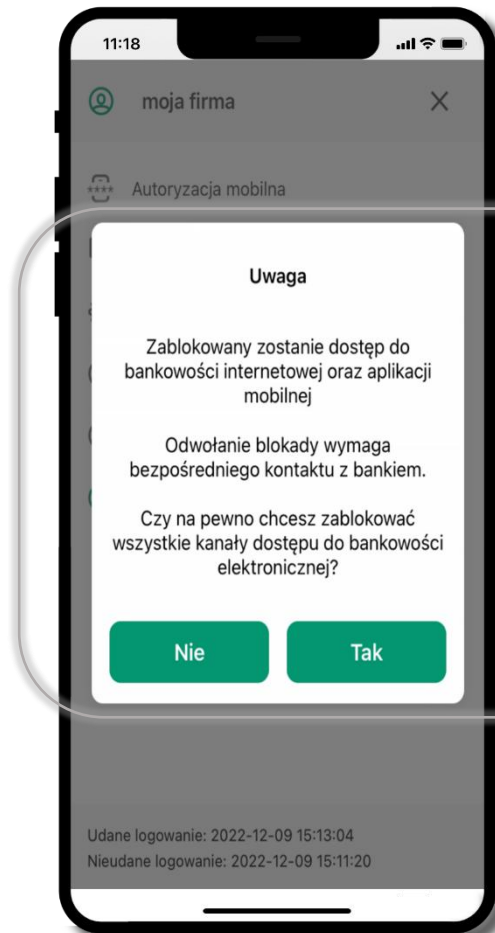 11:18
moja firma
Autoryzacja mobilna
Uwaga
Zablokowany zostanie dostęp do
bankowości internetowej oraz aplikacji
mobilnej
Odwołanie blokady wymaga
bezpośredniego kontaktu z bankiem.
Czy na pewno chcesz zablokować
wszystkie kanały dostępu do bankowości
elektronicznej?
Nie
Tak
Udane logowanie: 2022-12-09 15:13:04
Nieudane logowanie: 2022-12-09 15:11:20